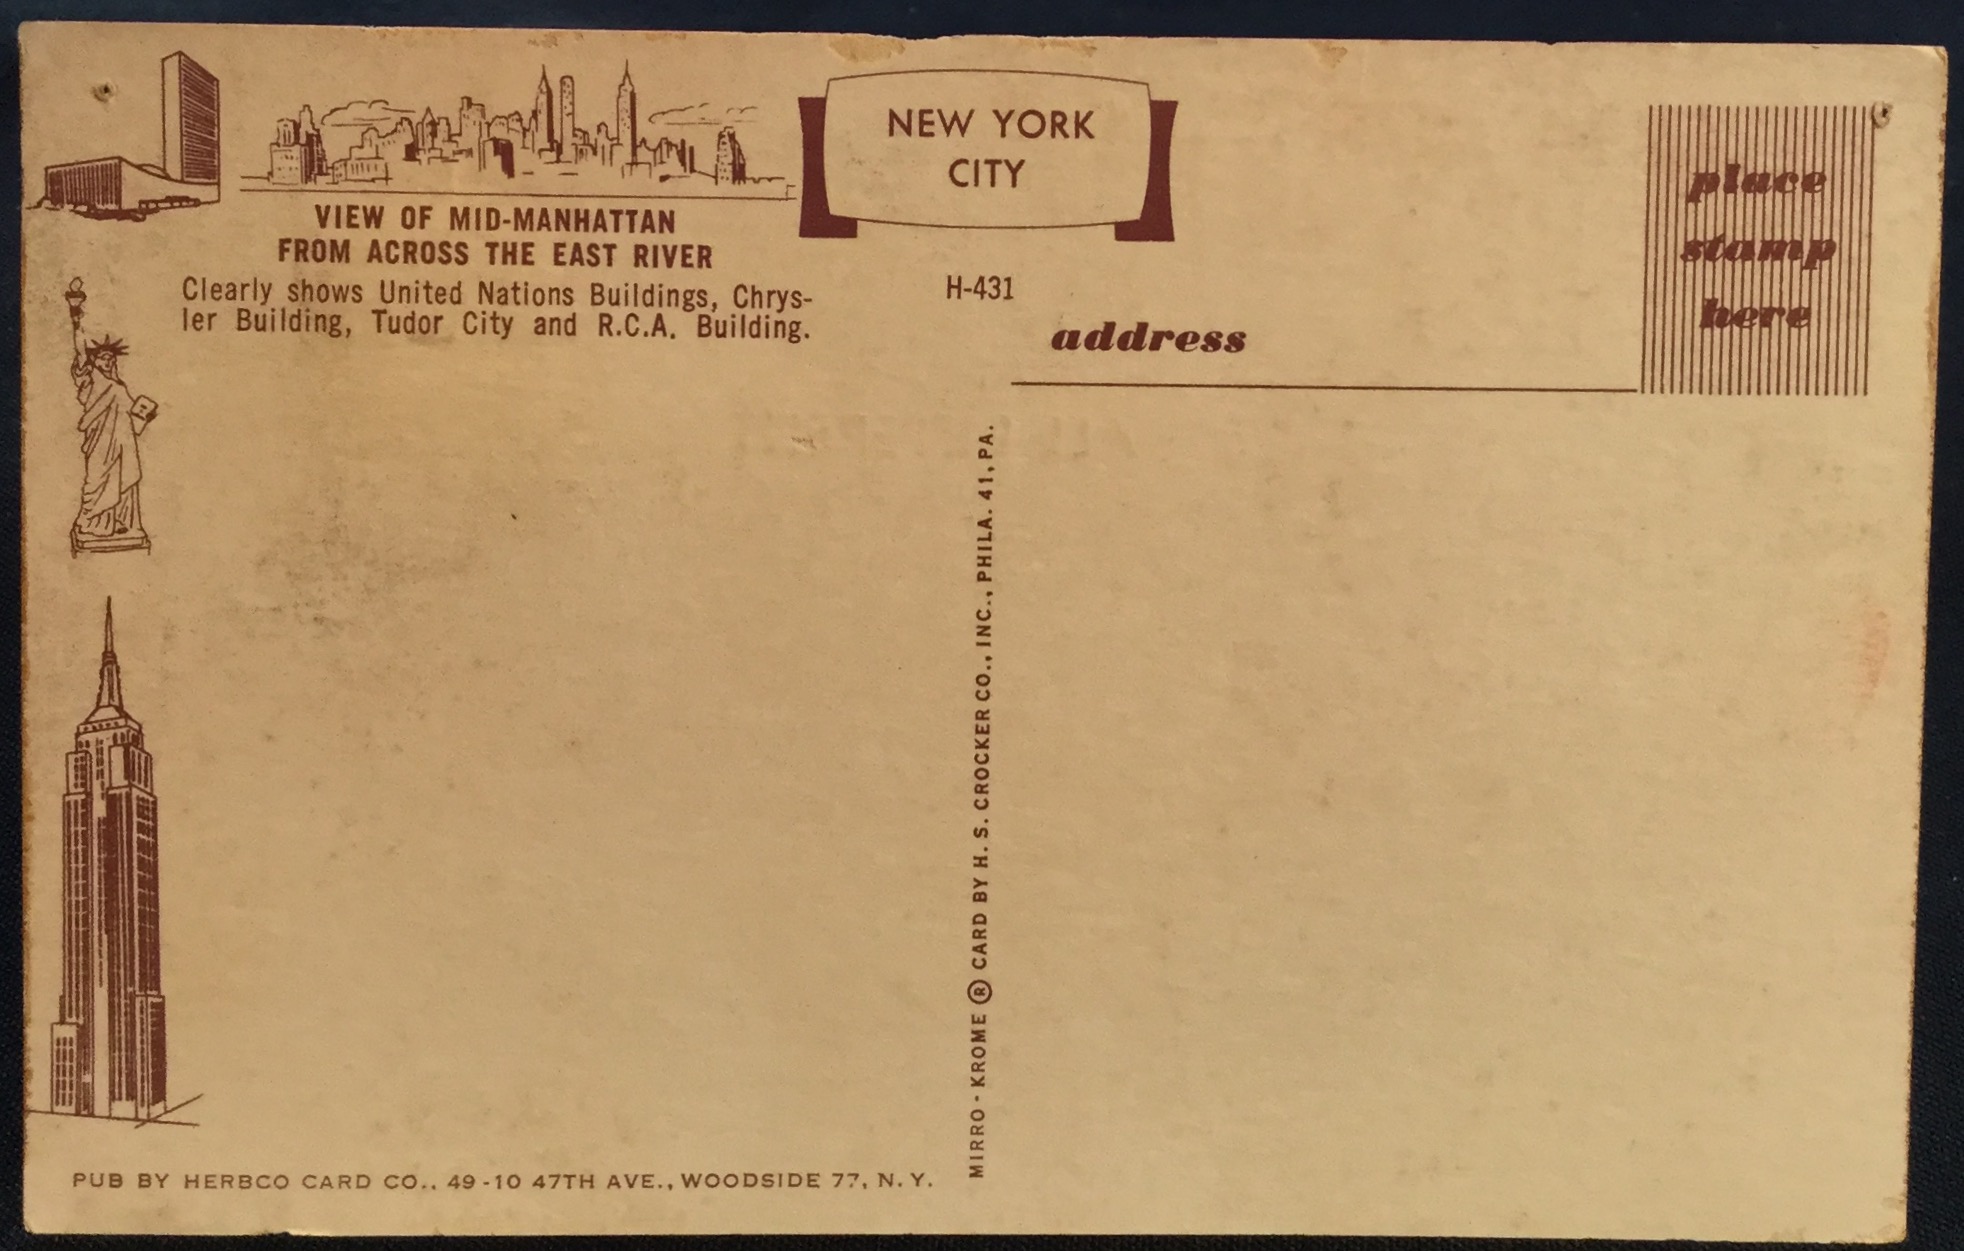 NEW YORK
CITY
VIEW OF MID-MANHATTAN
FROM ACROSS THE EAST RIVER
Clearly shows United Nations Buildings, Chrys-
ler Building, Tudor City and R.C.A. Building.
H-431
address
place
stamp
here
MIRRO-KROME ® CARD BY H. S. CROCKER CO., INC., PHILA. 41, PA.
PUB BY HERBCO CARD CO., 49-10 47TH AVE., WOODSIDE 77, N.Y.